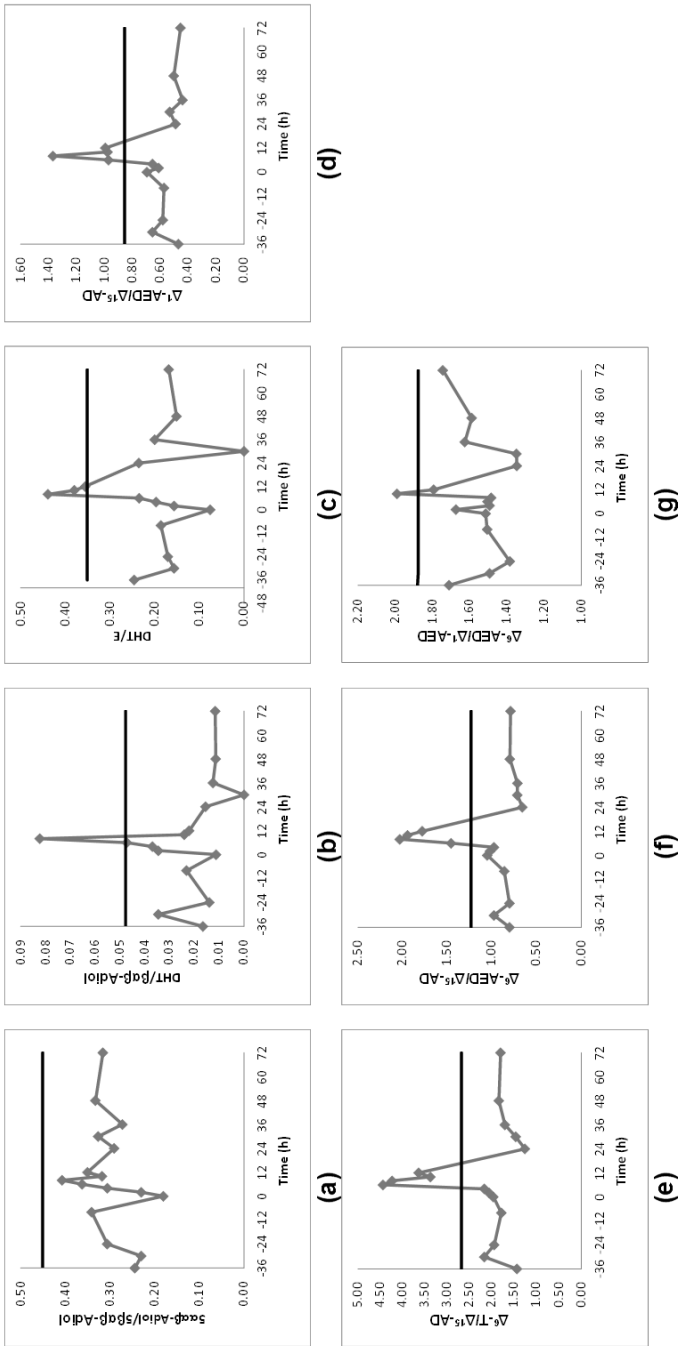 5ααβ-Adiol/5βαβ-Adiol
0.50
0.40
0.30
0.20
0.10
0.00
-36 -24 -12 0 12 24 36 48 60 72
Time (h)
(a)
DHT/βαβ-Adiol
0.09
0.08
0.06
0.05
0.03
0.02
0.00
-36 -24 -12 0 12 24 36 48 60 72
Time (h)
(b)
DHT/E
0.50
0.40
0.30
0.20
0.10
0.00
-48 -36 -24 -12 0 12 24 36 48 60 72
Time (h)
(c)
Δ¹-AED/Δ¹⁵-AD
1.60
1.40
1.20
1.00
0.80
0.60
0.40
0.20
0.00
-36 -24 -12 0 12 24 36 48 60 72
Time (h)
(d)
Δ⁶-T/Δ¹⁵-AD
5.00
4.50
4.00
3.50
3.00
2.50
2.00
1.50
1.00
0.50
0.00
-36 -24 -12 0 12 24 36 48 60 72
Time (h)
(e)
Δ⁶-AED/Δ¹⁵-AD
2.50
2.00
1.50
1.00
0.50
0.00
-36 -24 -12 0 12 24 36 48 60 72
Time (h)
(f)
Δ⁶-AED/Δ¹-AED
2.20
2.00
1.80
1.60
1.40
1.20
1.00
-36 -24 -12 0 12 24 36 48 60 72
Time (h)
(g)